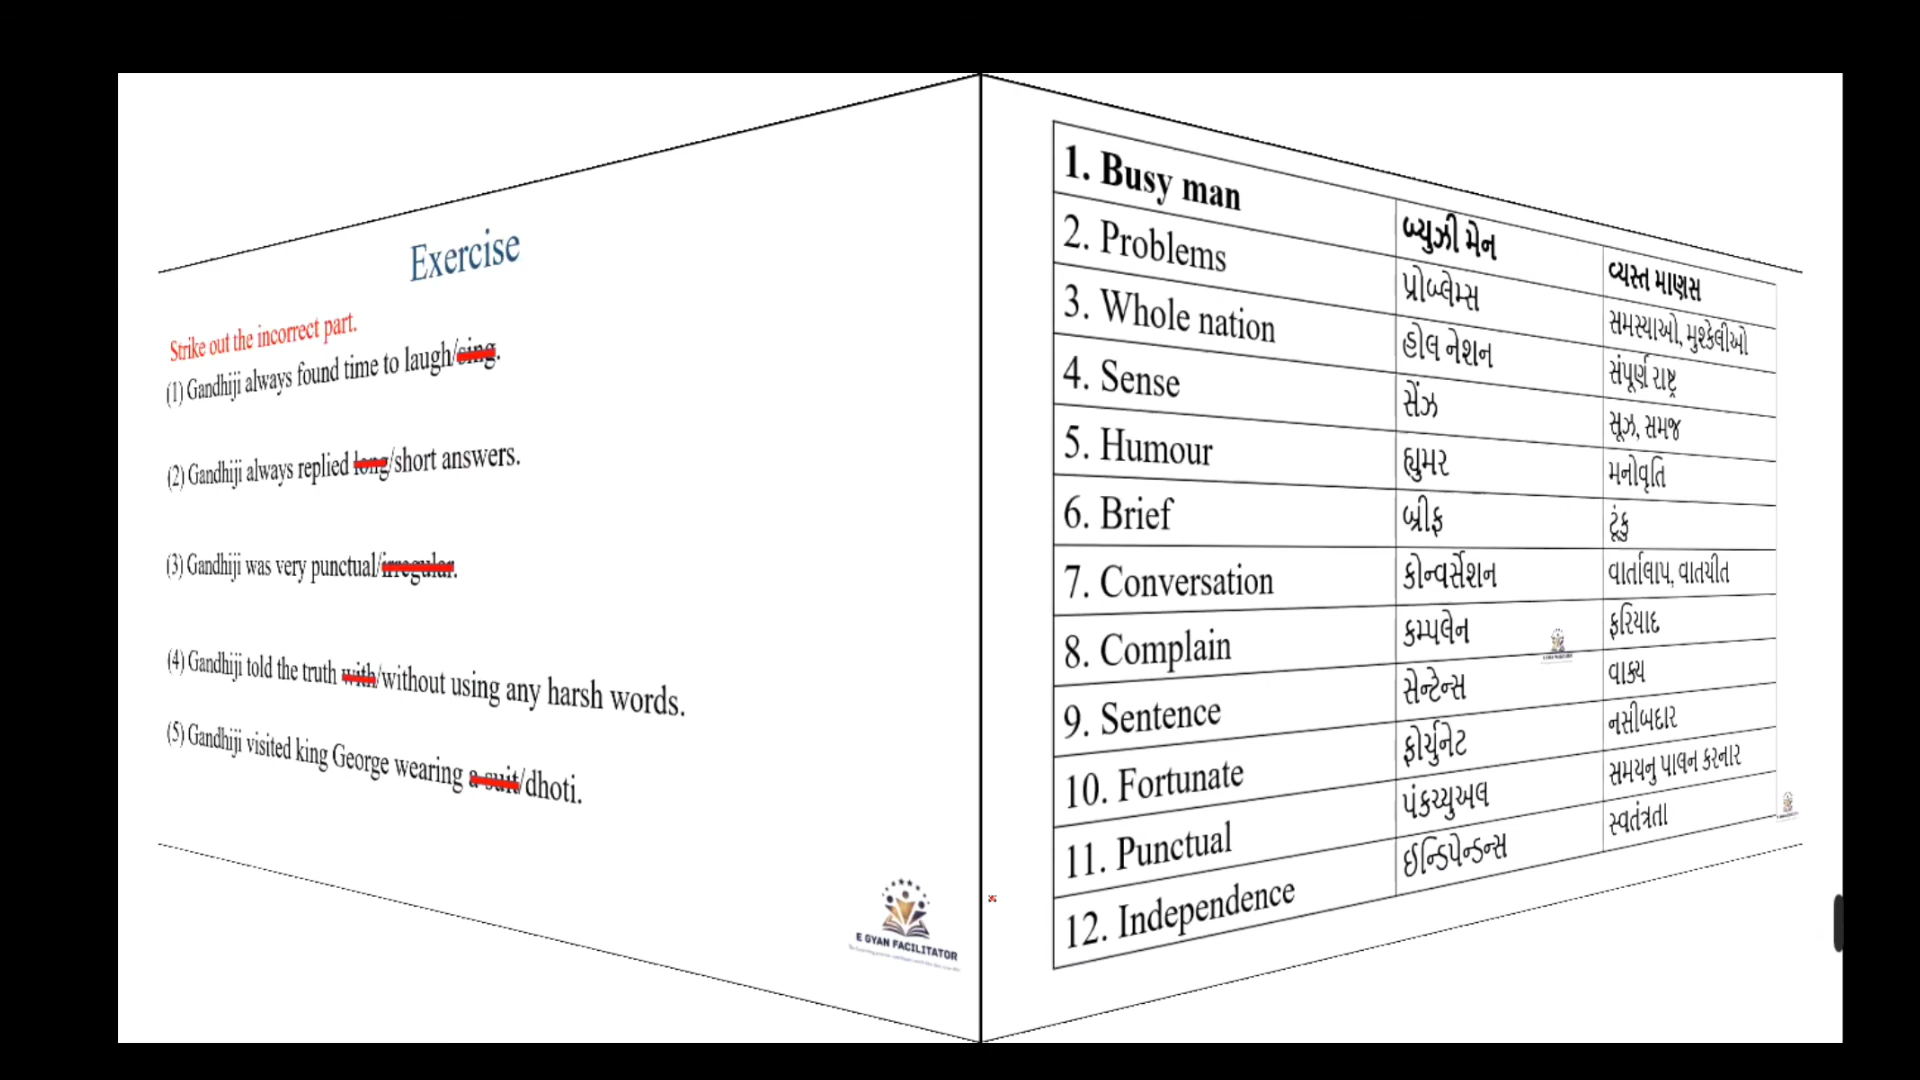 Exercise
Strike out the incorrect part.
(1) Gandhiji always found time to laugh/sing.
(2) Gandhiji always replied long/short answers.
(3) Gandhiji was very punctual/irregular.
(4) Gandhiji told the truth with/without using any harsh words.
(5) Gandhiji visited king George wearing a suit/dhoti.
E GYAN FACILITATOR
1. Busy man બ્યુઝી મેન વ્યસ્ત માણસ
2. Problems પ્રોબ્લેમ્સ સમસ્યાઓ, મુશ્કેલીઓ
3. Whole nation હોલ નેશન સંપૂર્ણ રાષ્ટ્ર
4. Sense સેંઝ સૂઝ, સમજ
5. Humour હ્યુમર મનોવૃતિ
6. Brief બ્રીફ ટૂંકુ
7. Conversation કોન્વર્સેશન વાર્તાલાપ, વાતચીત
8. Complain કમ્પલેન ફરિયાદ
9. Sentence સેન્ટેન્સ વાક્ય
10. Fortunate ફોર્ચુનેટ નસીબદાર
11. Punctual પંકચ્યુઅલ સમયનુ પાલન કરનાર
12. Independence ઈન્ડિપેન્ડન્સ સ્વતંત્રતા